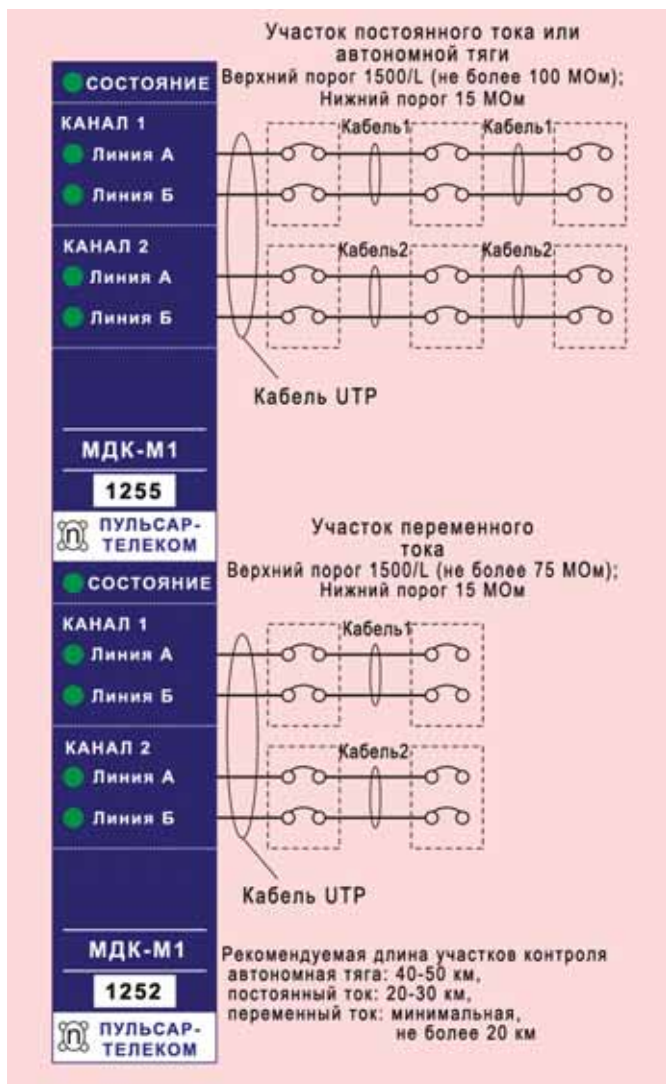 Участок постоянного тока или
автономной тяги
Верхний порог 1500/L (не более 100 МОм);
Нижний порог 15 МОм
СОСТОЯНИЕ
КАНАЛ 1
Линия А
Линия Б
Кабель1
Кабель1
КАНАЛ 2
Линия А
Линия Б
Кабель2
Кабель2
Кабель UTP
МДК-М1
1255
ПУЛЬСАР-
ТЕЛЕКОМ
Участок переменного
тока
Верхний порог 1500/L (не более 75 МОм);
Нижний порог 15 МОм
СОСТОЯНИЕ
КАНАЛ 1
Линия А
Линия Б
Кабель1
КАНАЛ 2
Линия А
Линия Б
Кабель2
Кабель UTP
МДК-М1
1252
ПУЛЬСАР-
ТЕЛЕКОМ
Рекомендуемая длина участков контроля
автономная тяга: 40-50 км,
постоянный ток: 20-30 км,
переменный ток: минимальная,
не более 20 км